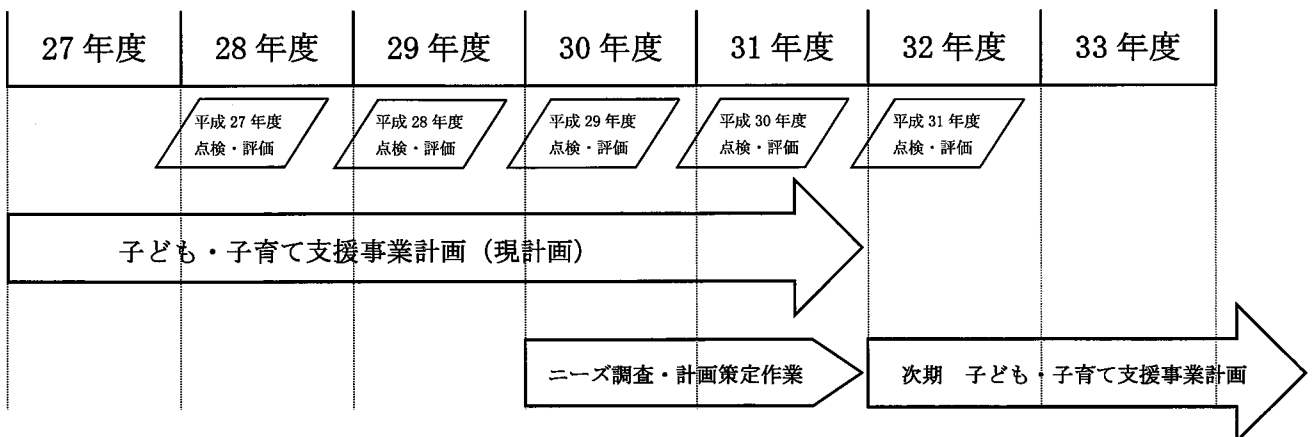 27 年度 28 年度 29 年度 30 年度 31 年度 32 年度 33 年度
平成 27 年度 平成 28 年度 平成 29 年度 平成 30 年度 平成 31 年度
点検・評価 点検・評価 点検・評価 点検・評価 点検・評価
子ども・子育て支援事業計画（現計画）
ニーズ調査・計画策定作業 次期 子ども・子育て支援事業計画